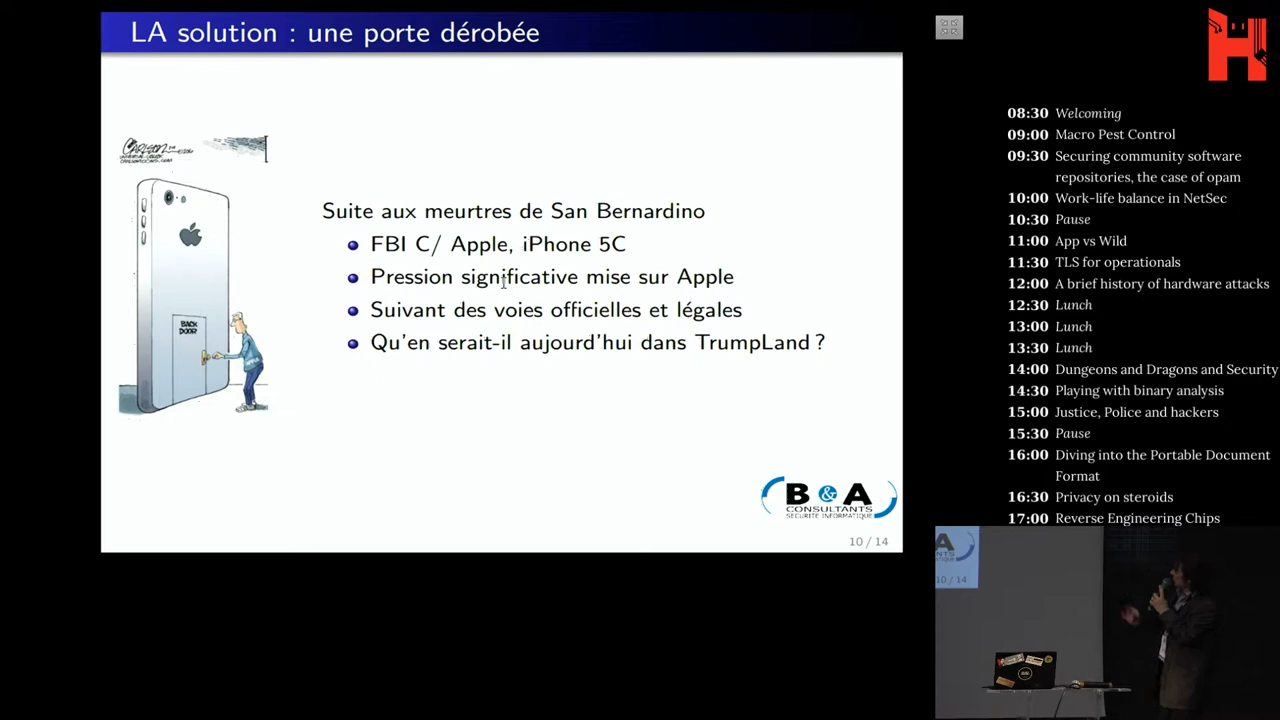 LA solution : une porte dérobée
CARLSON
BACK
DOOR
Suite aux meurtres de San Bernardino
FBI C/ Apple, iPhone 5C
Pression significative mise sur Apple
Suivant des voies officielles et légales
Qu'en serait-il aujourd'hui dans TrumpLand ?
B & A
CONSULTANTS
SECURITE INFORMATIQUE
10 / 14
08:30 Welcoming
09:00 Macro Pest Control
09:30 Securing community software
repositories, the case of opam
10:00 Work-life balance in NetSec
10:30 Pause
11:00 App vs Wild
11:30 TLS for operationals
12:00 A brief history of hardware attacks
12:30 Lunch
13:00 Lunch
13:30 Lunch
14:00 Dungeons and Dragons and Security
14:30 Playing with binary analysis
15:00 Justice, Police and hackers
15:30 Pause
16:00 Diving into the Portable Document
Format
16:30 Privacy on steroids
17:00 Reverse Engineering Chips
A
10 / 14